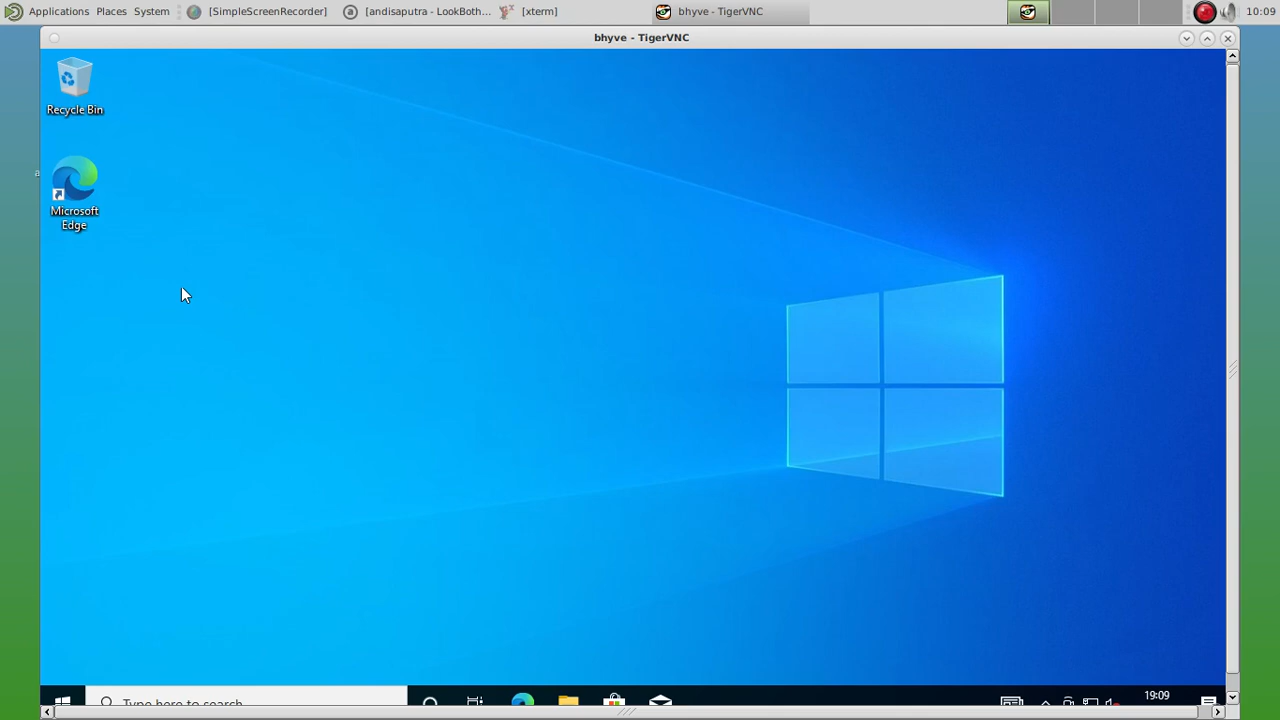 Applications Places System [SimpleScreenRecorder] [andisaputra - LookBoth... [xterm] bhyve - TigerVNC 10:09
bhyve - TigerVNC
Recycle Bin
a
Microsoft
Edge
Type here to search
19:09